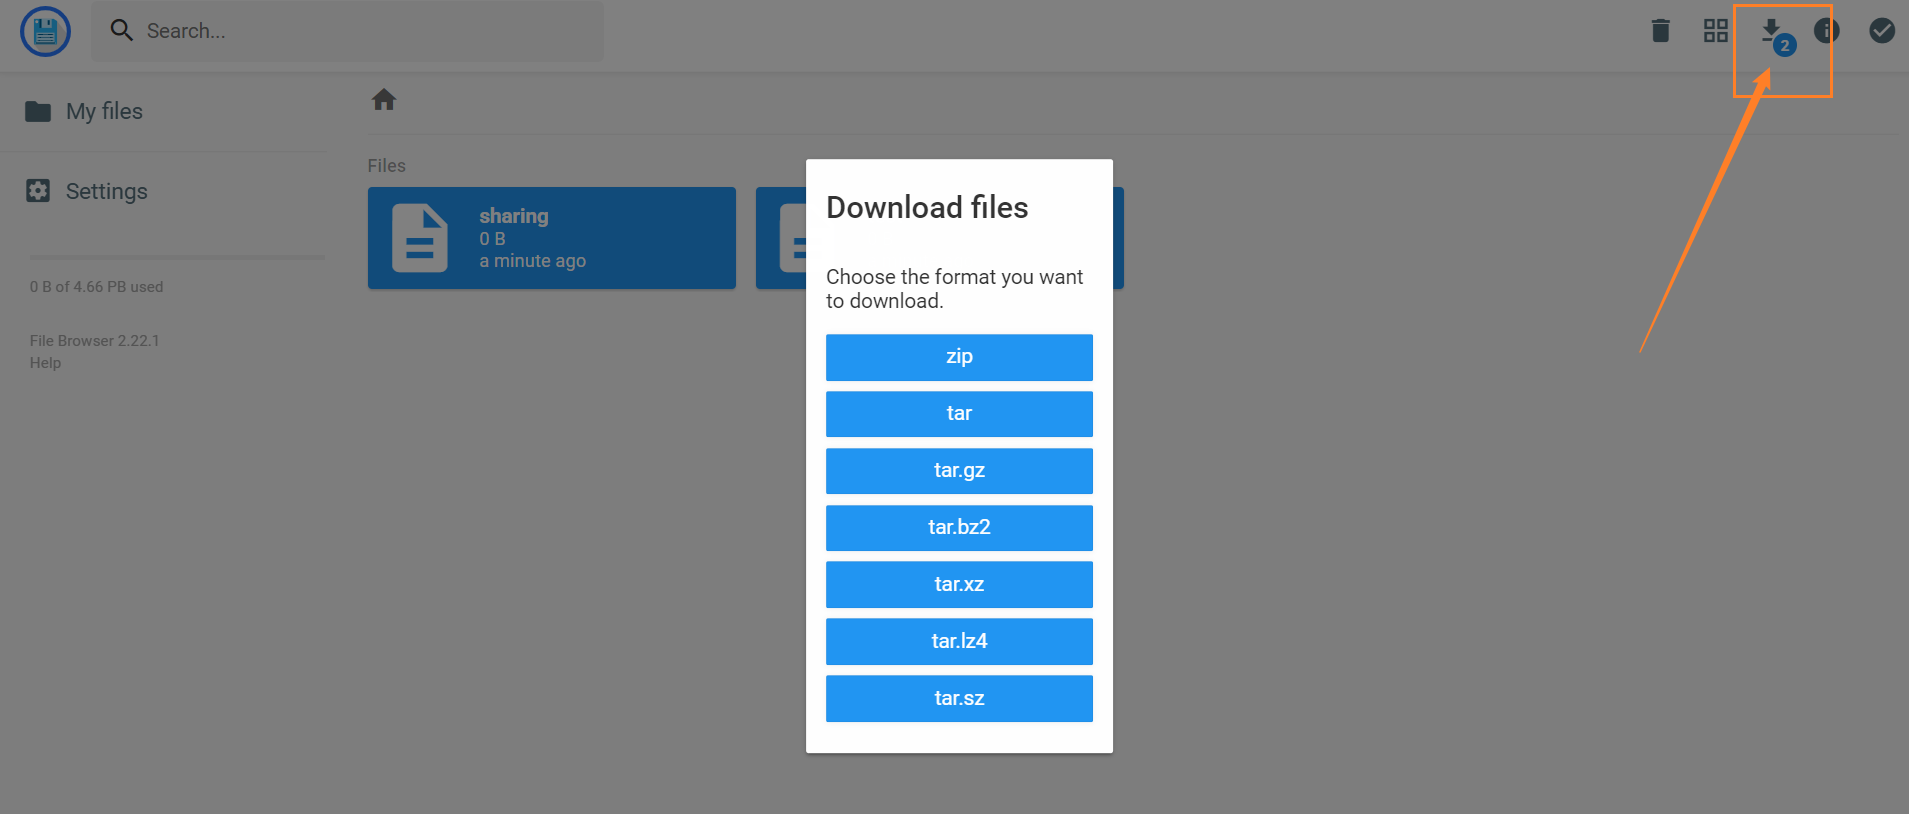 Search...
2
My files
Settings
0 B of 4.66 PB used
File Browser 2.22.1
Help
Files
sharing
0 B
a minute ago
Download files
Choose the format you want
to download.
zip
tar
tar.gz
tar.bz2
tar.xz
tar.lz4
tar.sz